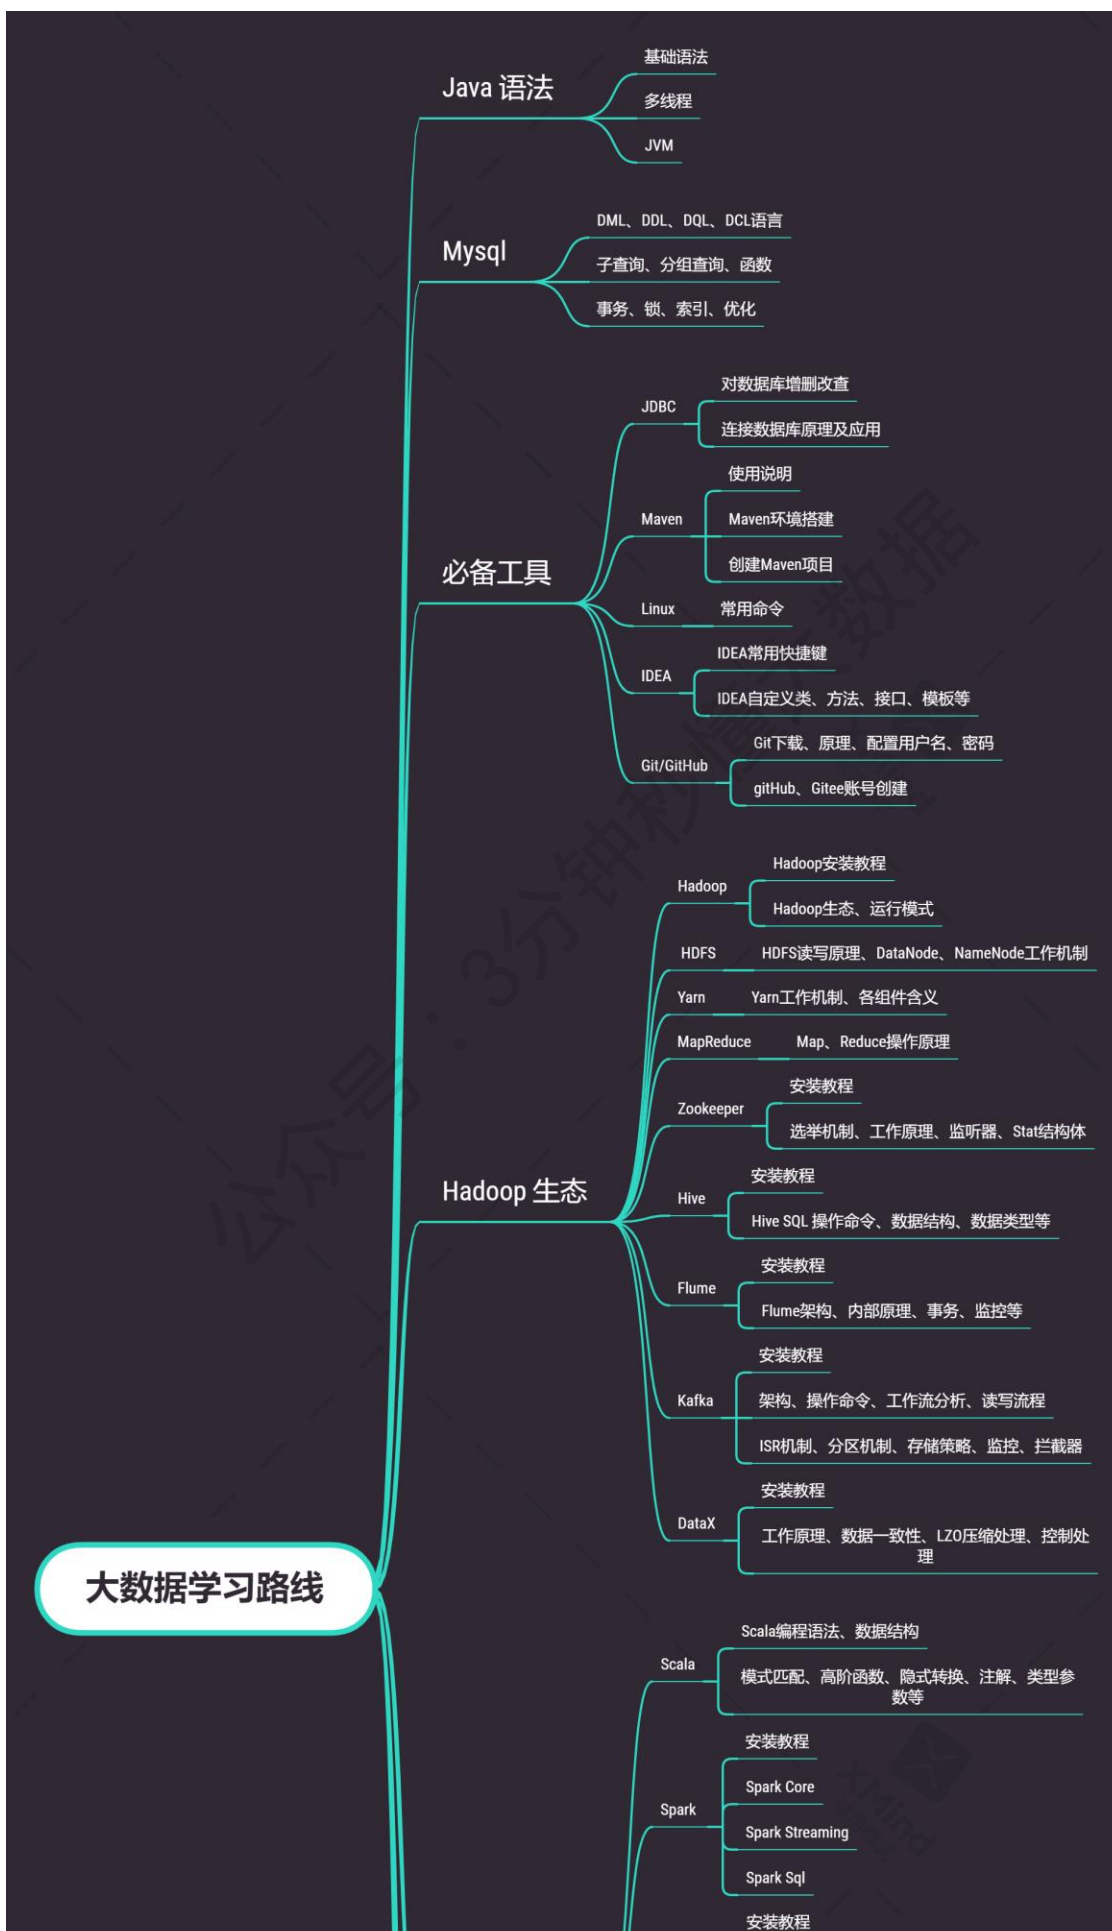 Java 语法
基础语法
多线程
JVM
Mysql
DML、DDL、DQL、DCL语言
子查询、分组查询、函数
事务、锁、索引、优化
必备工具
JDBC
对数据库增删改查
连接数据库原理及应用
Maven
使用说明
Maven环境搭建
创建Maven项目
Linux
常用命令
IDEA
IDEA常用快捷键
IDEA自定义类、方法、接口、模板等
Git/GitHub
Git下载、原理、配置用户名、密码
gitHub、Gitee账号创建
Hadoop 生态
Hadoop
Hadoop安装教程
Hadoop生态、运行模式
HDFS
HDFS读写原理、DataNode、NameNode工作机制
Yarn
Yarn工作机制、各组件含义
MapReduce
Map、Reduce操作原理
Zookeeper
安装教程
选举机制、工作原理、监听器、Stat结构体
Hive
安装教程
Hive SQL 操作命令、数据结构、数据类型等
Flume
安装教程
Flume架构、内部原理、事务、监控等
Kafka
安装教程
架构、操作命令、工作流分析、读写流程
ISR机制、分区机制、存储策略、监控、拦截器
DataX
安装教程
工作原理、数据一致性、LZO压缩处理、控制处
理
大数据学习路线
Scala
Scala编程语法、数据结构
模式匹配、高阶函数、隐式转换、注解、类型参
数等
Spark
安装教程
Spark Core
Spark Streaming
Spark Sql
安装教程
公众号：3分钟秒懂大数据
XMind